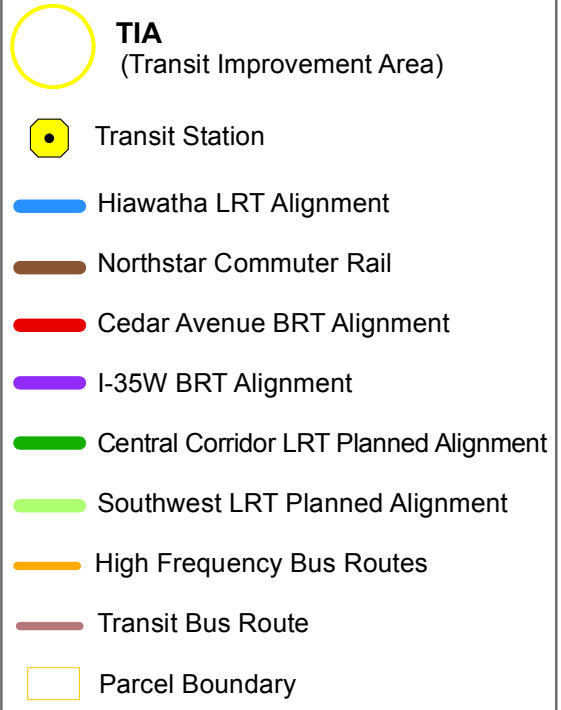 TIA
(Transit Improvement Area)
Transit Station
Hiawatha LRT Alignment
Northstar Commuter Rail
Cedar Avenue BRT Alignment
I-35W BRT Alignment
Central Corridor LRT Planned Alignment
Southwest LRT Planned Alignment
High Frequency Bus Routes
Transit Bus Route
Parcel Boundary